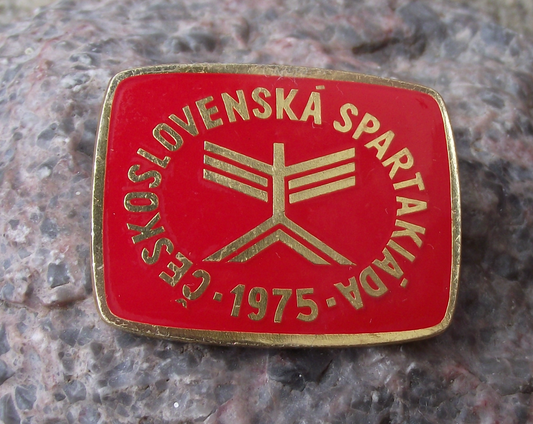 ČESKOSLOVENSKÁ SPARTAKIÁDA
· 1975 ·